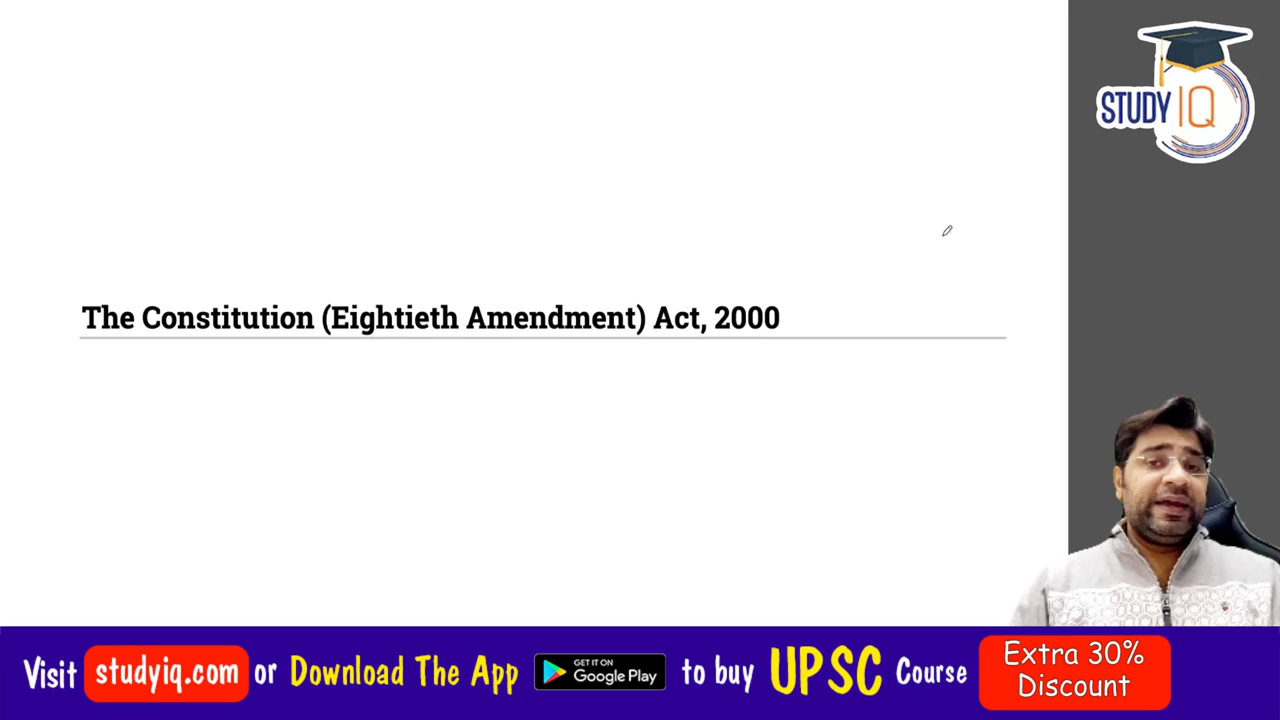 STUDY IQ
The Constitution (Eightieth Amendment) Act, 2000
Visit studyiq.com or Download The App GET IT ON Google Play to buy UPSC Course Extra 30% Discount